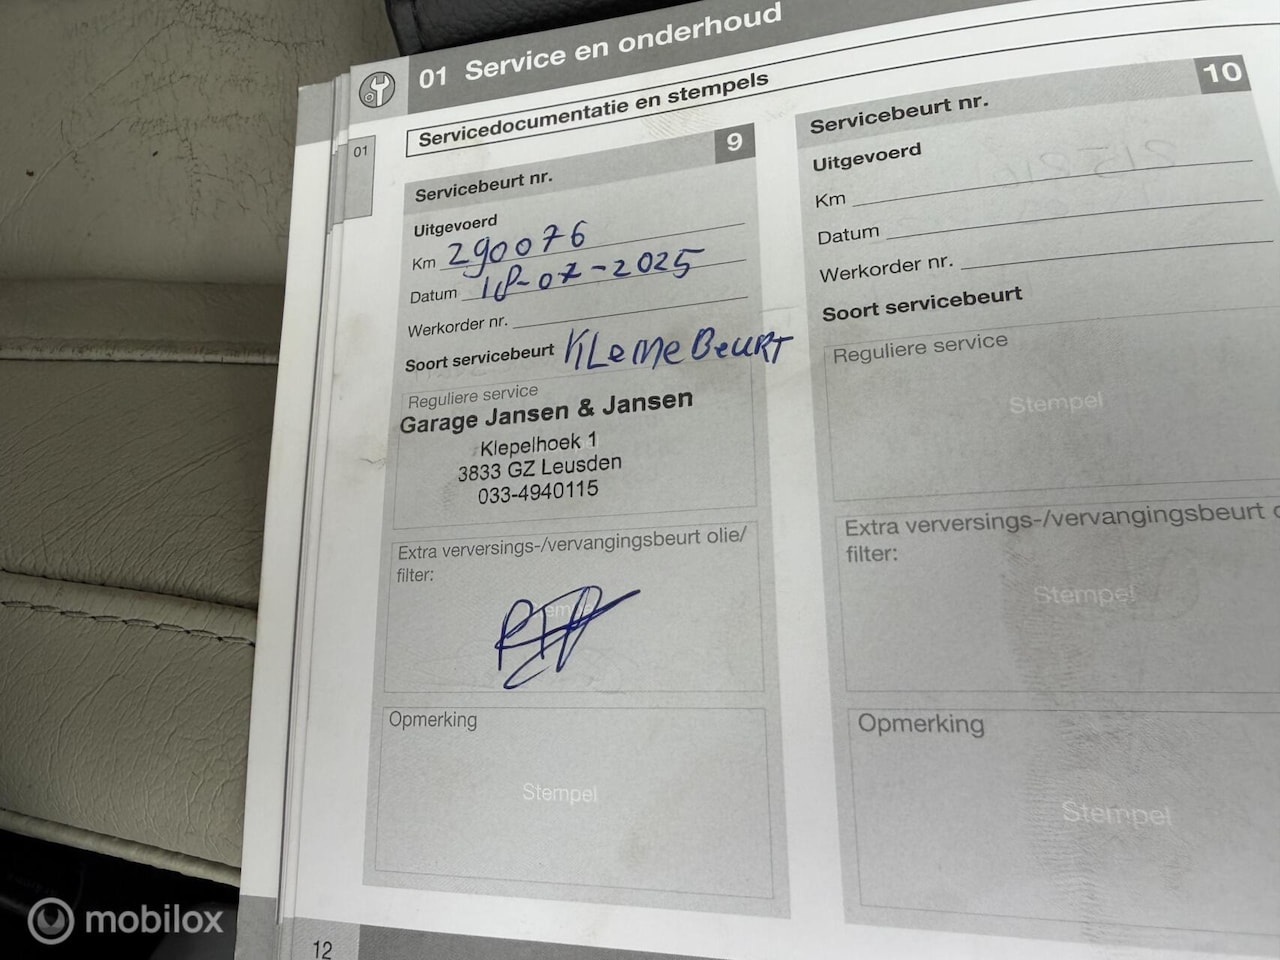 01 Service en onderhoud
Servicedocumentatie en stempels
01
Servicebeurt nr. 9
Uitgevoerd
Km 290076
Datum 18-07-2025
Werkorder nr.
Soort servicebeurt KLeine BeurT
Reguliere service
Garage Jansen & Jansen
Klepelhoek 1
3833 GZ Leusden
033-4940115
Extra verversings-/vervangingsbeurt olie/
filter:
Opmerking
Stempel
Servicebeurt nr. 10
Uitgevoerd
Km
Datum
Werkorder nr.
Soort servicebeurt
Reguliere service
Stempel
Extra verversings-/vervangingsbeurt
filter:
Stempel
Opmerking
Stempel
12
mobilox